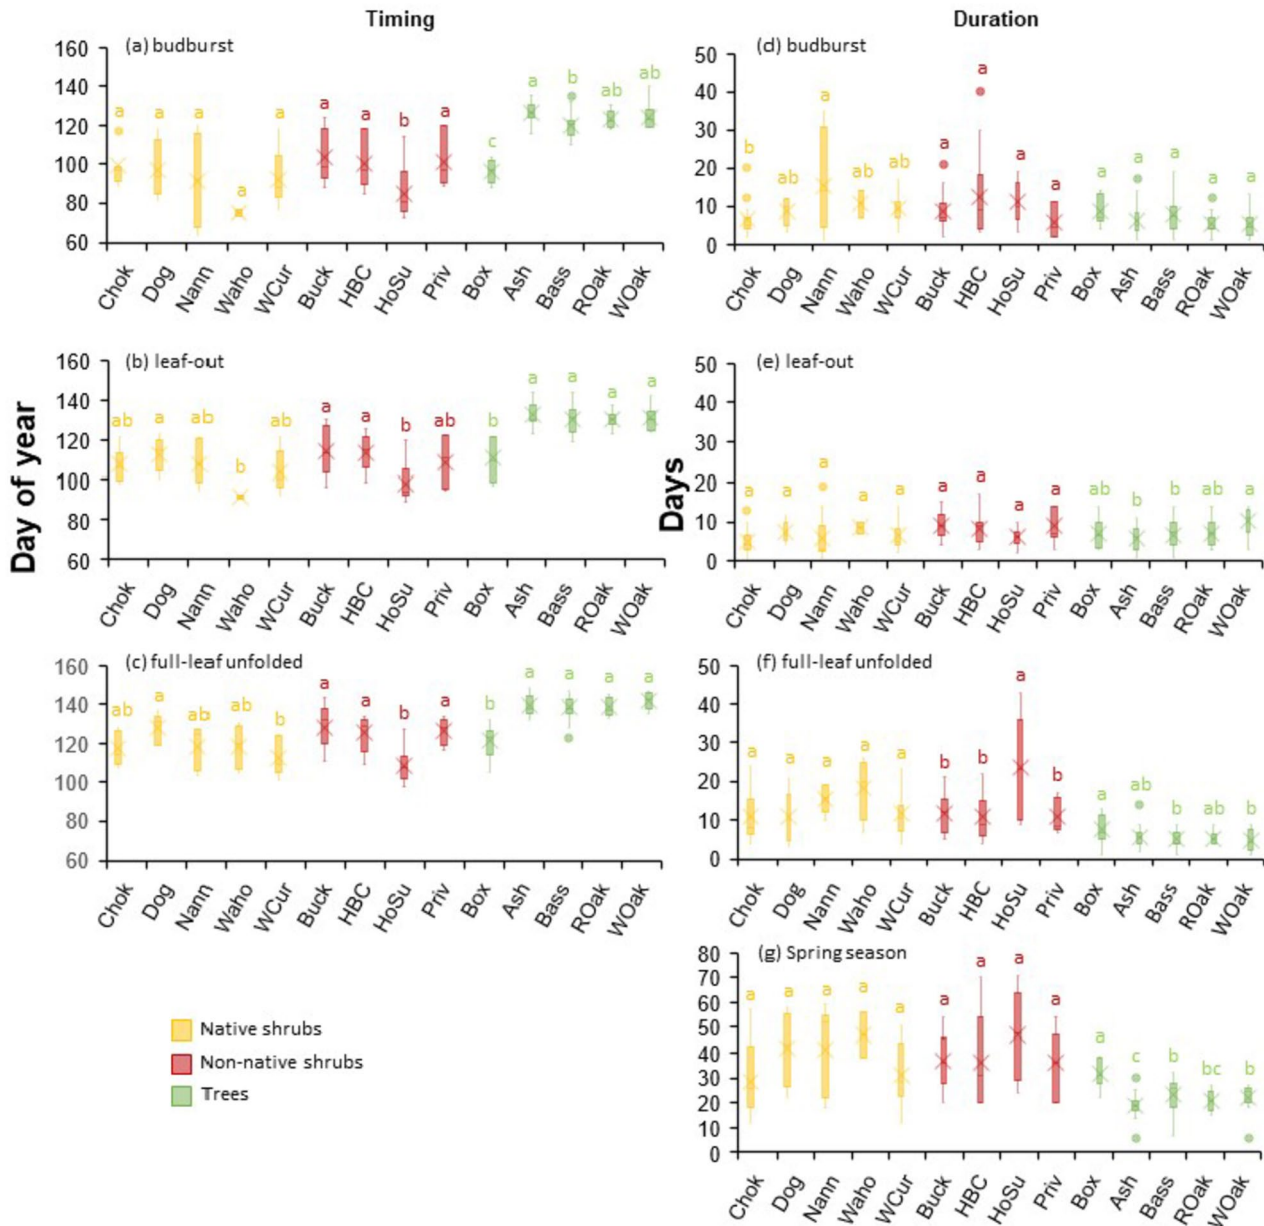 Timing
Duration
(a) budburst
160
140
120
100
80
60
a
a
a
a
a
a
a
b
a
c
a
b
ab
ab
Chok
Dog
Nann
Waho
WCur
Buck
HBC
HoSu
Priv
Box
Ash
Bass
ROak
WOak
(d) budburst
50
40
30
20
10
0
b
ab
a
ab
ab
a
a
a
a
a
a
a
a
a
Chok
Dog
Nann
Waho
WCur
Buck
HBC
HoSu
Priv
Box
Ash
Bass
ROak
WOak
Day of year
(b) leaf-out
160
140
120
100
80
60
ab
a
ab
b
ab
a
a
b
ab
b
a
a
a
a
Chok
Dog
Nann
Waho
WCur
Buck
HBC
HoSu
Priv
Box
Ash
Bass
ROak
WOak
Days
(e) leaf-out
50
40
30
20
10
0
a
a
a
a
a
a
a
a
a
ab
b
b
ab
a
Chok
Dog
Nann
Waho
WCur
Buck
HBC
HoSu
Priv
Box
Ash
Bass
ROak
WOak
(c) full-leaf unfolded
160
140
120
100
80
60
ab
a
ab
ab
b
a
a
b
a
b
a
a
a
a
Chok
Dog
Nann
Waho
WCur
Buck
HBC
HoSu
Priv
Box
Ash
Bass
ROak
WOak
(f) full-leaf unfolded
50
40
30
20
10
0
a
a
a
a
a
b
b
a
b
a
ab
b
ab
b
Chok
Dog
Nann
Waho
WCur
Buck
HBC
HoSu
Priv
Box
Ash
Bass
ROak
WOak
(g) Spring season
80
70
60
50
40
30
20
10
0
a
a
a
a
a
a
a
a
a
a
c
b
bc
b
Chok
Dog
Nann
Waho
WCur
Buck
HBC
HoSu
Priv
Box
Ash
Bass
ROak
WOak
Native shrubs
Non-native shrubs
Trees